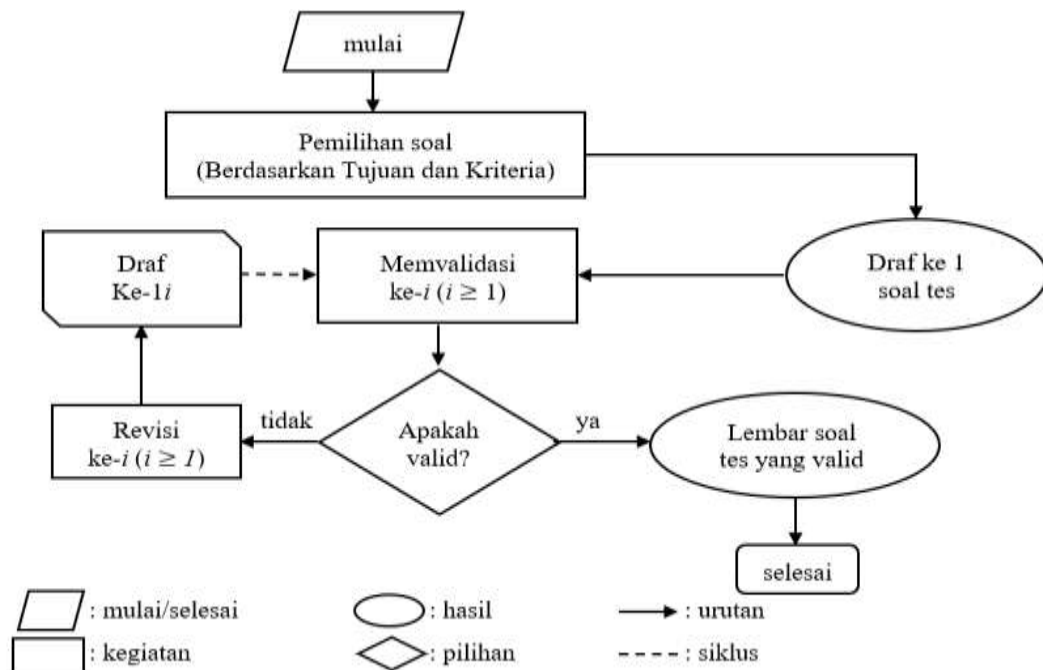 mulai
Pemilihan soal
(Berdasarkan Tujuan dan Kriteria)
Draf ke 1
soal tes
Memvalidasi
ke-i (i ≥ 1)
Draf
Ke-1i
Revisi
ke-i (i ≥ 1)
tidak
Apakah
valid?
ya
Lembar soal
tes yang valid
selesai
: mulai/selesai
: hasil
: urutan
: kegiatan
: pilihan
: siklus